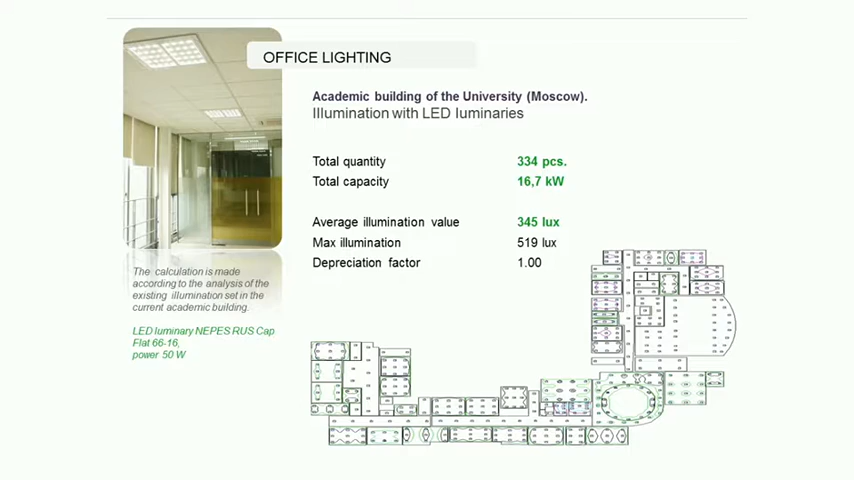 OFFICE LIGHTING
Academic building of the University (Moscow).
Illumination with LED luminaries
Total quantity 334 pcs.
Total capacity 16,7 kW
Average illumination value 345 lux
Max illumination 519 lux
Depreciation factor 1.00
The calculation is made
according to the analysis of the
existing illumination set in the
current academic building.
LED luminary NEPES RUS Cap
Flat 66-16,
power 50 W